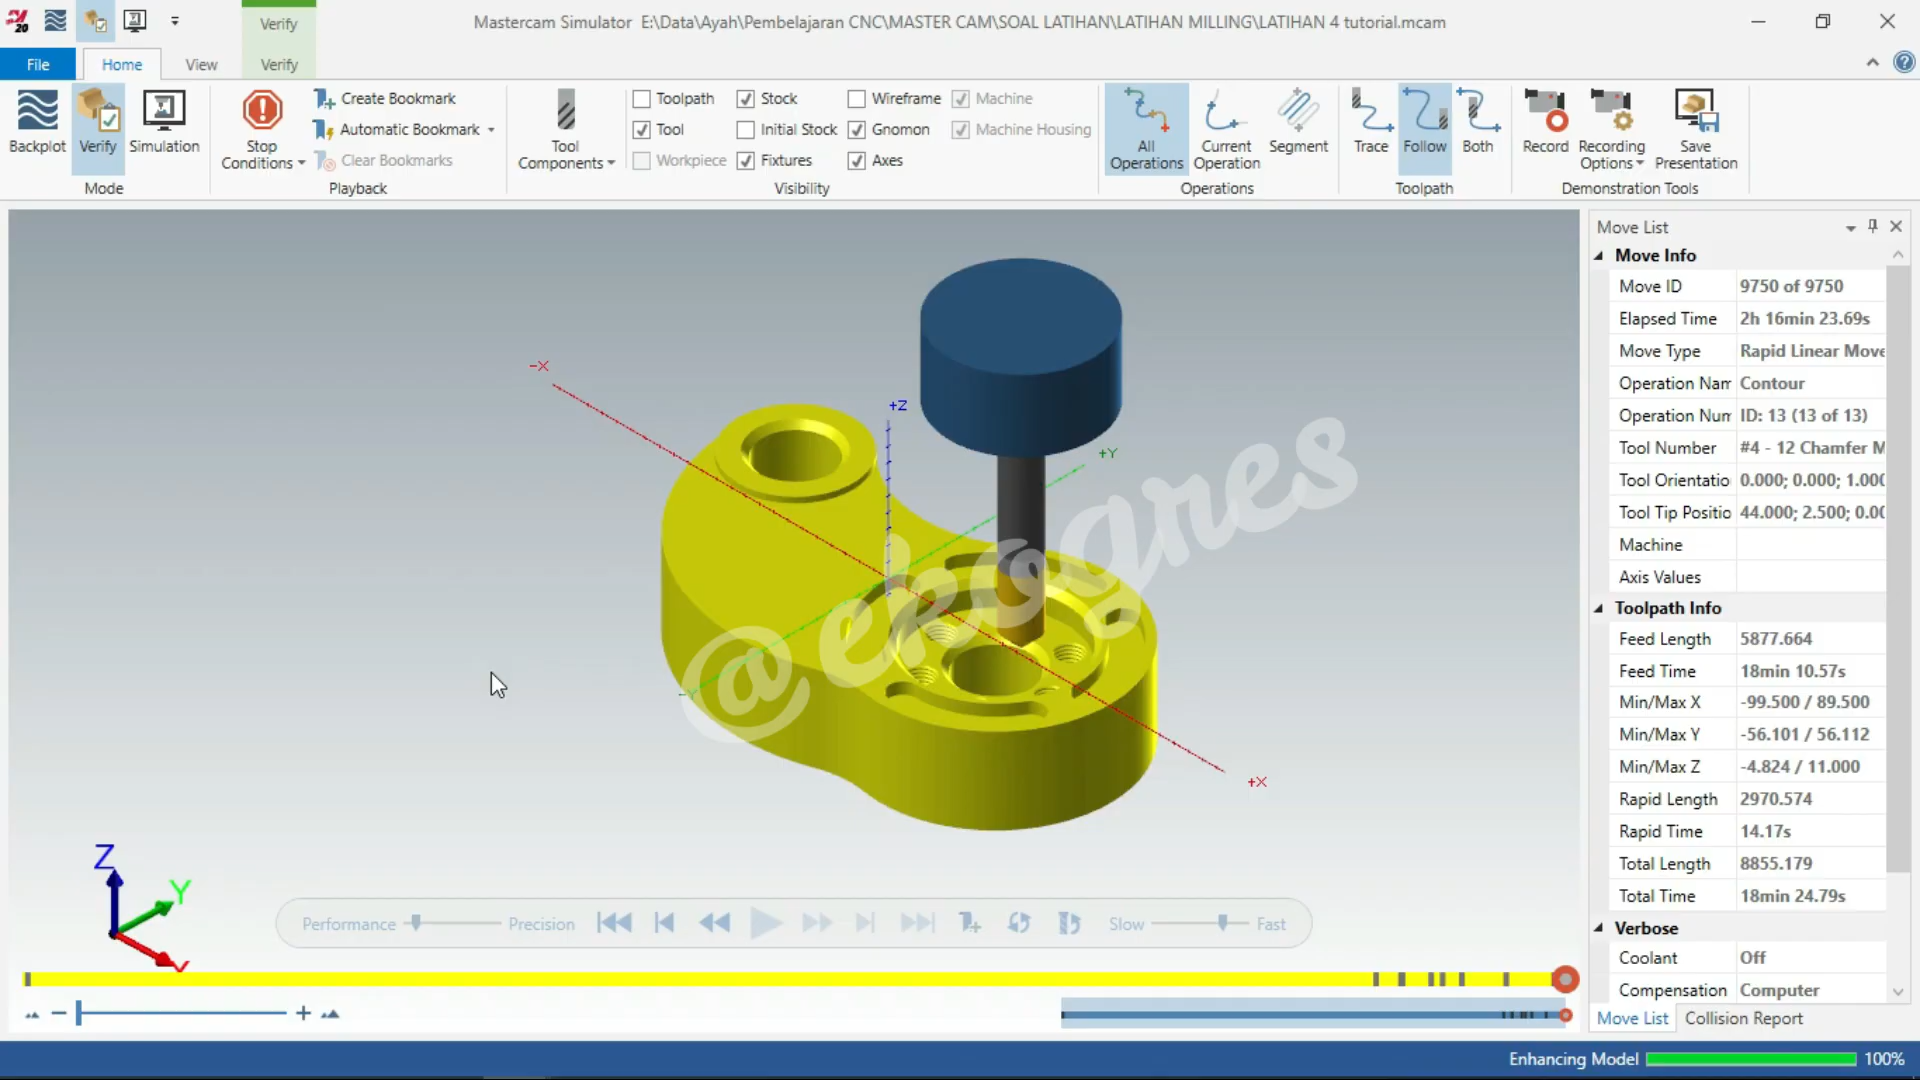 20
Verify
Mastercam Simulator E:\Data\Ayah\Pembelajaran CNC\MASTER CAM\SOAL LATIHAN\LATIHAN MILLING\LATIHAN 4 tutorial.mcam
File
Home
View
Verify
Backplot
Verify
Simulation
Mode
Stop
Conditions
Create Bookmark
Automatic Bookmark
Clear Bookmarks
Playback
Tool
Components
Toolpath
Stock
Wireframe
Machine
Tool
Initial Stock
Gnomon
Machine Housing
Workpiece
Fixtures
Axes
Visibility
All
Operations
Current
Operation
Segment
Operations
Trace
Follow
Both
Toolpath
Record
Recording
Options
Save
Presentation
Demonstration Tools
Move List
Move Info
Move ID 9750 of 9750
Elapsed Time 2h 16min 23.69s
Move Type Rapid Linear Move
Operation Nam Contour
Operation Num ID: 13 (13 of 13)
Tool Number #4 - 12 Chamfer M
Tool Orientatio 0.000; 0.000; 1.000
Tool Tip Positio 44.000; 2.500; 0.00
Machine
Axis Values
Toolpath Info
Feed Length 5877.664
Feed Time 18min 10.57s
Min/Max X -99.500 / 89.500
Min/Max Y -56.101 / 56.112
Min/Max Z -4.824 / 11.000
Rapid Length 2970.574
Rapid Time 14.17s
Total Length 8855.179
Total Time 18min 24.79s
Verbose
Coolant Off
Compensation Computer
Move List
Collision Report
-X
+Z
+Y
-Y
+X
@ekogres
Z
Y
Performance
Precision
Slow
Fast
Enhancing Model
100%